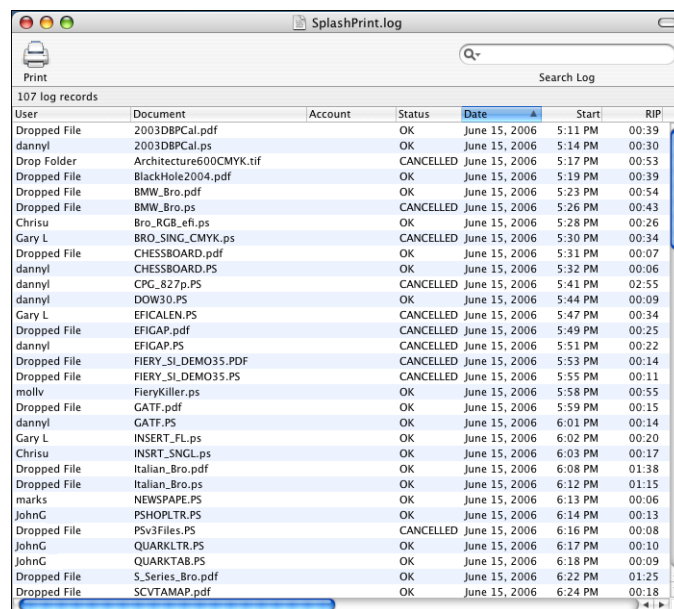 SplashPrint.log
Print
Search Log
107 log records
User Document Account Status Date Start RIP
Dropped File 2003DBPCal.pdf OK June 15, 2006 5:11 PM 00:39
dannyl 2003DBPCal.ps OK June 15, 2006 5:14 PM 00:30
Drop Folder Architecture600CMYK.tif CANCELLED June 15, 2006 5:17 PM 00:53
Dropped File BlackHole2004.pdf OK June 15, 2006 5:19 PM 00:39
Dropped File BMW_Bro.pdf OK June 15, 2006 5:23 PM 00:54
Dropped File BMW_Bro.ps CANCELLED June 15, 2006 5:26 PM 00:43
Chrisu Bro_RGB_efi.ps OK June 15, 2006 5:28 PM 00:26
Gary L BRO_SING_CMYK.ps CANCELLED June 15, 2006 5:30 PM 00:34
Dropped File CHESSBOARD.pdf OK June 15, 2006 5:31 PM 00:07
dannyl CHESSBOARD.PS OK June 15, 2006 5:32 PM 00:06
dannyl CPG_827p.PS CANCELLED June 15, 2006 5:41 PM 02:55
dannyl DOW30.PS OK June 15, 2006 5:44 PM 00:09
Gary L EFICALEN.PS CANCELLED June 15, 2006 5:47 PM 00:34
Dropped File EFIGAP.pdf CANCELLED June 15, 2006 5:49 PM 00:25
dannyl EFIGAP.PS CANCELLED June 15, 2006 5:51 PM 00:22
Dropped File FIERY_SI_DEMO35.PDF CANCELLED June 15, 2006 5:53 PM 00:14
Dropped File FIERY_SI_DEMO35.PS CANCELLED June 15, 2006 5:55 PM 00:11
mollv FieryKiller.ps OK June 15, 2006 5:58 PM 00:55
Dropped File GATF.pdf OK June 15, 2006 5:59 PM 00:15
dannyl GATF.PS OK June 15, 2006 6:01 PM 00:14
Gary L INSERT_FL.ps OK June 15, 2006 6:02 PM 00:20
Chrisu INSRT_SNGL.ps OK June 15, 2006 6:03 PM 00:17
Dropped File Italian_Bro.pdf OK June 15, 2006 6:08 PM 01:38
Dropped File Italian_Bro.ps OK June 15, 2006 6:12 PM 01:15
marks NEWSPAPE.PS OK June 15, 2006 6:13 PM 00:06
JohnG PSHOPLTR.PS OK June 15, 2006 6:14 PM 00:13
Dropped File PSv3Files.PS CANCELLED June 15, 2006 6:16 PM 00:08
JohnG QUARKLTR.PS OK June 15, 2006 6:17 PM 00:10
JohnG QUARKTAB.PS OK June 15, 2006 6:18 PM 00:09
Dropped File S_Series_Bro.pdf OK June 15, 2006 6:22 PM 01:25
Dropped File SCVTAMAP.pdf OK June 15, 2006 6:24 PM 00:18